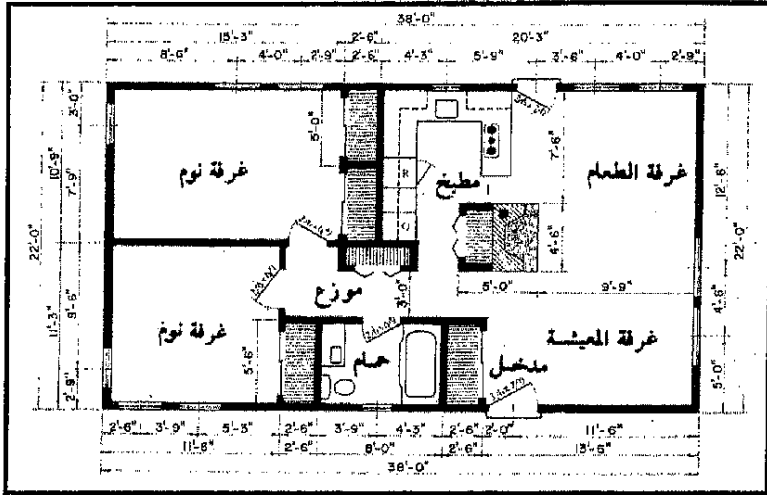 38'-0"
15'-3" 2'-6" 20'-3"
8'-6" 4'-0" 2'-9" 2'-6" 4'-3" 5'-9" 3'-6" 4'-0" 2'-9"
22'-0"
10'-9"
11'-3"
3'-0"
7'-9"
9'-6"
2'-9"
5'-0"
غرفة نوم
مطبخ
R
O
7'-6"
4'-6"
غرفة الطعام
12'-6"
4'-6"
5'-0"
22'-0"
موزع
3'-0"
5'-0" 9'-9"
غرفة نوم
5'-6"
حمام
مدخل
غرفة المعيشة
2'-6" 3'-9" 5'-3" 2'-6" 3'-9" 4'-3" 2'-6" 2'-0" 11'-6"
11'-6" 2'-6" 8'-0" 2'-6" 13'-6"
38'-0"